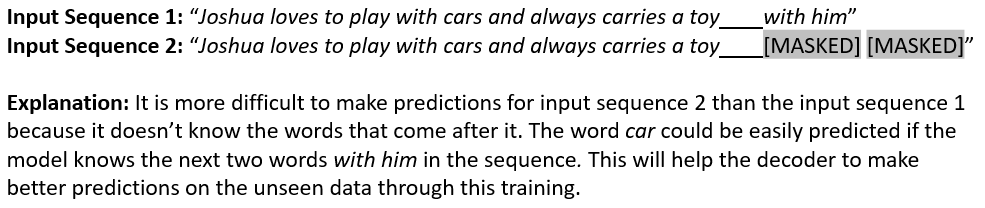 Input Sequence 1: “Joshua loves to play with cars and always carries a toy____with him”
Input Sequence 2: “Joshua loves to play with cars and always carries a toy____[MASKED] [MASKED]”
Explanation: It is more difficult to make predictions for input sequence 2 than the input sequence 1
because it doesn’t know the words that come after it. The word car could be easily predicted if the
model knows the next two words with him in the sequence. This will help the decoder to make
better predictions on the unseen data through this training.